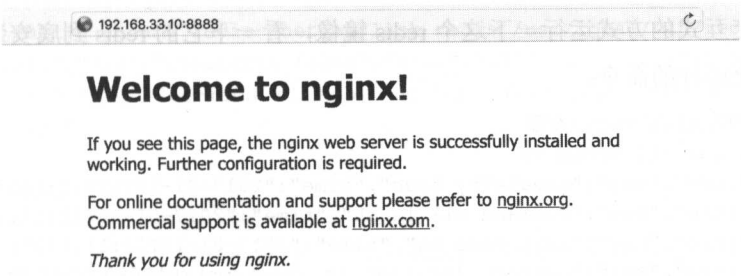 192.168.33.10:8888
Welcome to nginx!
If you see this page, the nginx web server is successfully installed and
working. Further configuration is required.
For online documentation and support please refer to nginx.org.
Commercial support is available at nginx.com.
Thank you for using nginx.